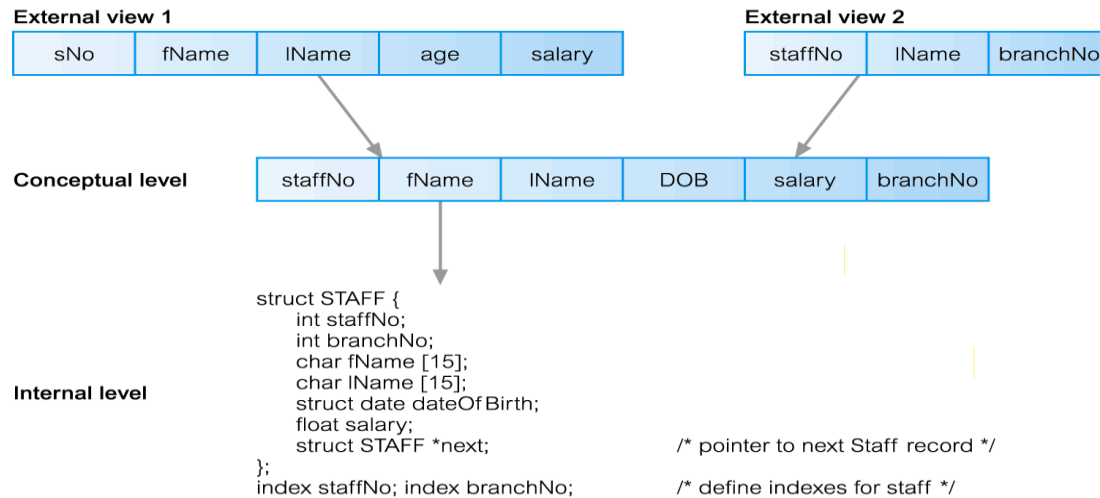 External view 1 External view 2
sNo fName lName age salary staffNo lName branchNo
Conceptual level staffNo fName lName DOB salary branchNo
struct STAFF {
int staffNo;
int branchNo;
char fName [15];
char lName [15];
Internal level
struct date dateOfBirth;
float salary;
struct STAFF *next; /* pointer to next Staff record */
};
index staffNo; index branchNo; /* define indexes for staff */